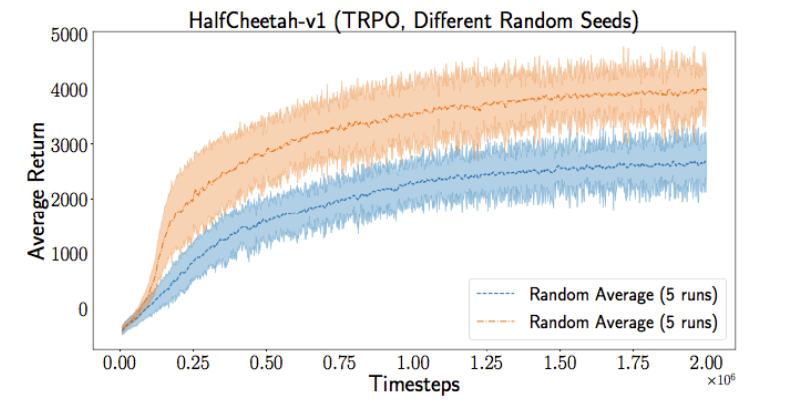 HalfCheetah-v1 (TRPO, Different Random Seeds)
5000
4000
3000
2000
1000
0
Average Return
Random Average (5 runs)
Random Average (5 runs)
0.00 0.25 0.50 0.75 1.00 1.25 1.50 1.75 2.00
×10⁶
Timesteps